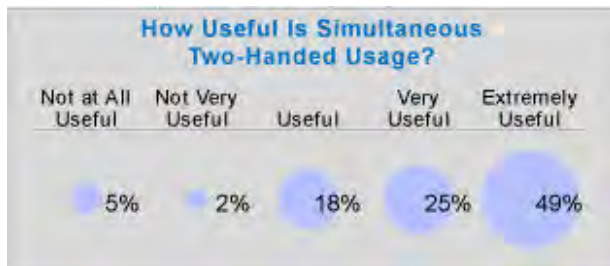 How Useful Is Simultaneous
Two-Handed Usage?
Not at All Useful
Not Very Useful
Useful
Very Useful
Extremely Useful
5%
2%
18%
25%
49%